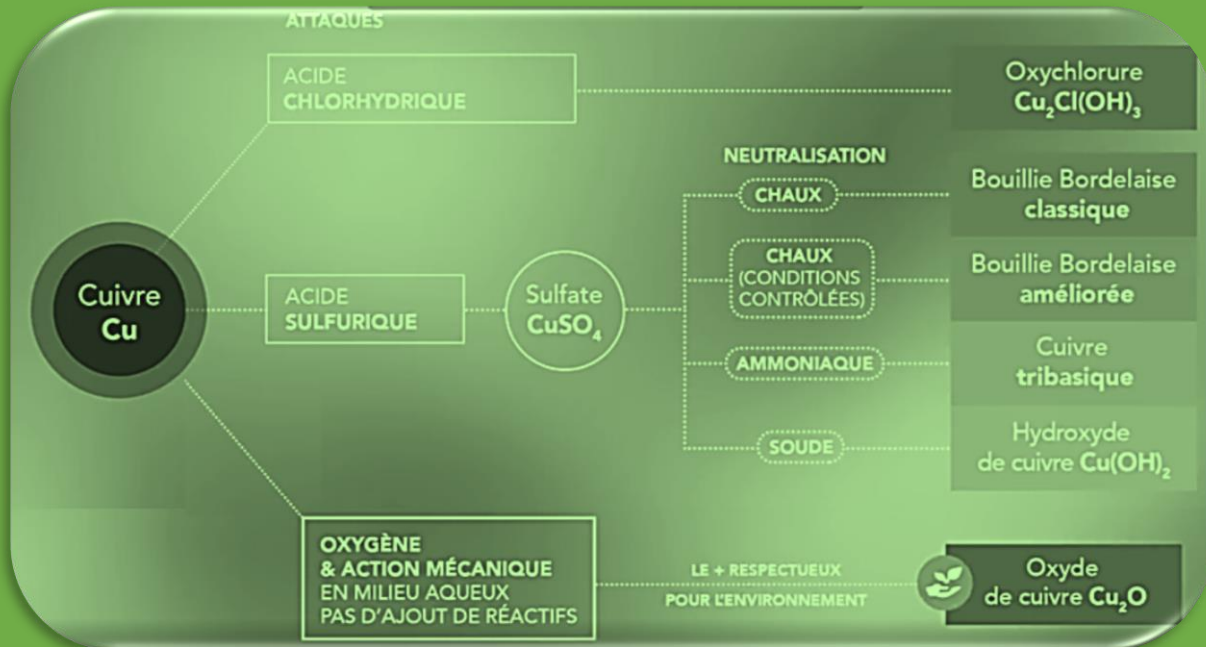 ATTAQUES
ACIDE
CHLORHYDRIQUE
Oxychlorure
Cu₂Cl(OH)₃
NEUTRALISATION
CHAUX
Bouillie Bordelaise
classique
Cuivre
Cu
ACIDE
SULFURIQUE
Sulfate
CuSO₄
CHAUX
(CONDITIONS
CONTRÔLÉES)
Bouillie Bordelaise
améliorée
AMMONIAQUE
Cuivre
tribasique
SOUDE
Hydroxyde
de cuivre Cu(OH)₂
OXYGÈNE
& ACTION MÉCANIQUE
EN MILIEU AQUEUX
PAS D'AJOUT DE RÉACTIFS
LE + RESPECTUEUX
POUR L'ENVIRONNEMENT
Oxyde
de cuivre Cu₂O